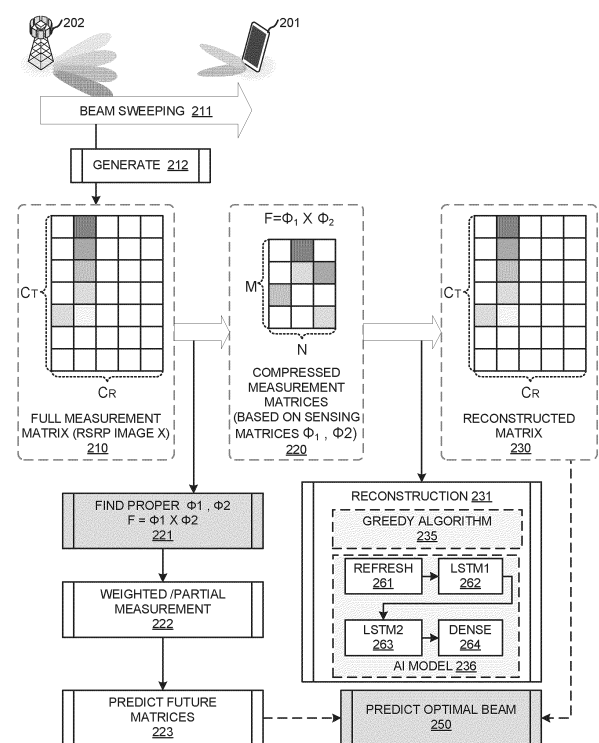 202
201
BEAM SWEEPING 211
GENERATE 212
CT
CR
FULL MEASUREMENT
MATRIX (RSRP IMAGE X)
210
F=Φ1 X Φ2
M
N
COMPRESSED
MEASUREMENT
MATRICES
(BASED ON SENSING
MATRICES Φ1 , Φ2)
220
CT
CR
RECONSTRUCTED
MATRIX
230
FIND PROPER Φ1 , Φ2
F = Φ1 X Φ2
221
WEIGHTED /PARTIAL
MEASUREMENT
222
PREDICT FUTURE
MATRICES
223
RECONSTRUCTION 231
GREEDY ALGORITHM
235
REFRESH
261
LSTM1
262
LSTM2
263
DENSE
264
AI MODEL 236
PREDICT OPTIMAL BEAM
250